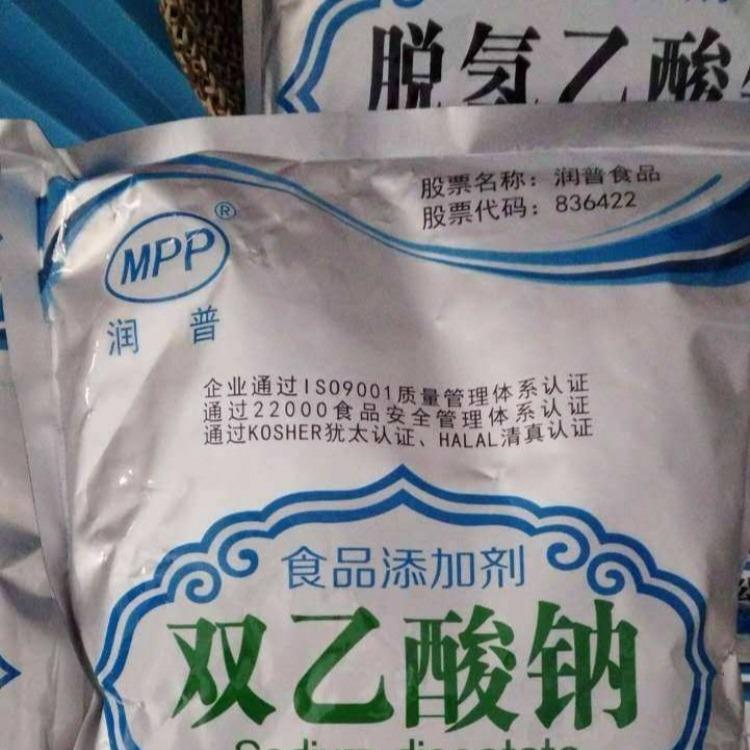 脱氢乙酸
股票名称：润普食品
股票代码：836422
MPP®
润普
企业通过ISO9001质量管理体系认证
通过22000食品安全管理体系认证
通过KOSHER犹太认证、HALAL清真认证
食品添加剂
双乙酸钠
Sodium diacetate